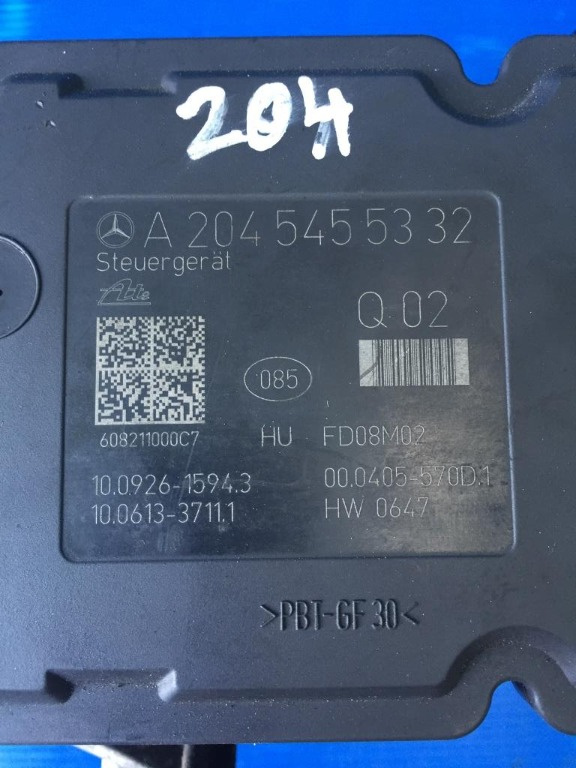 204
A 204 545 53 32
Steuergerät
Ate
Q 02
085
608211000C7
HU FD08M02
10.0926-1594.3 00.0405-570D.1
10.0613-3711.1 HW 0647
>PBT-GF30<